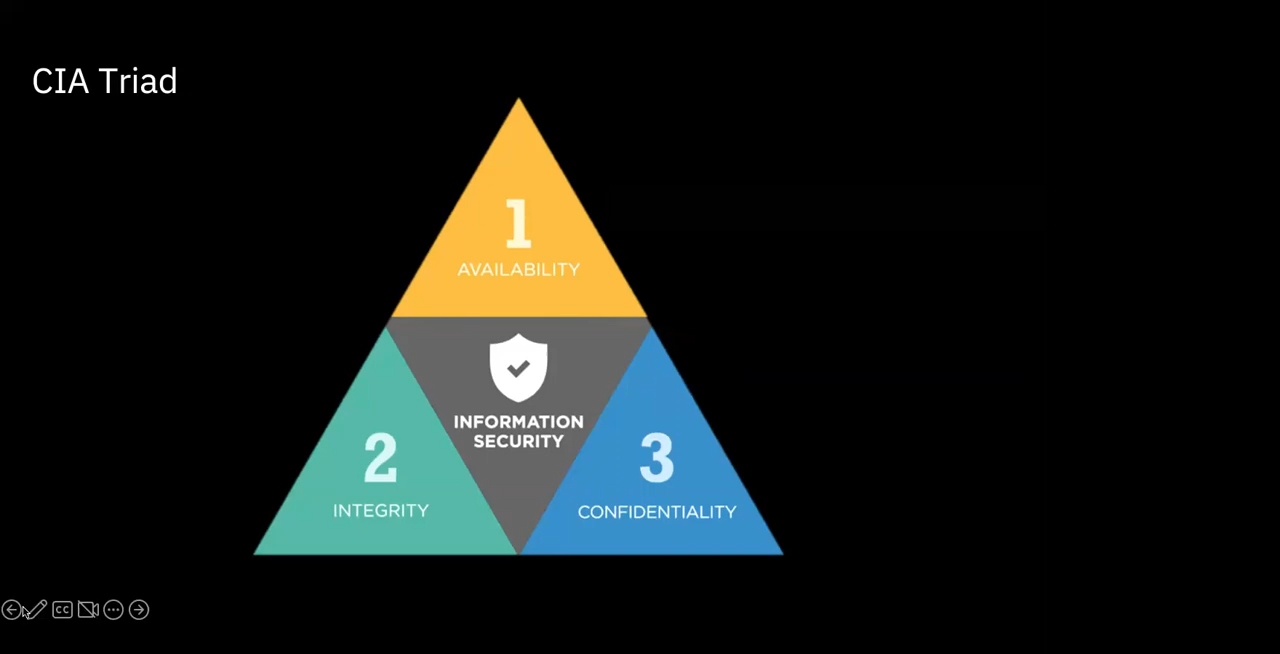 CIA Triad
1
AVAILABILITY
INFORMATION
SECURITY
2
INTEGRITY
3
CONFIDENTIALITY
CC